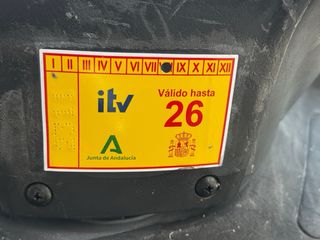 I II III IV V VI VII IX X XI XII
itv
Válido hasta
26
Junta de Andalucía